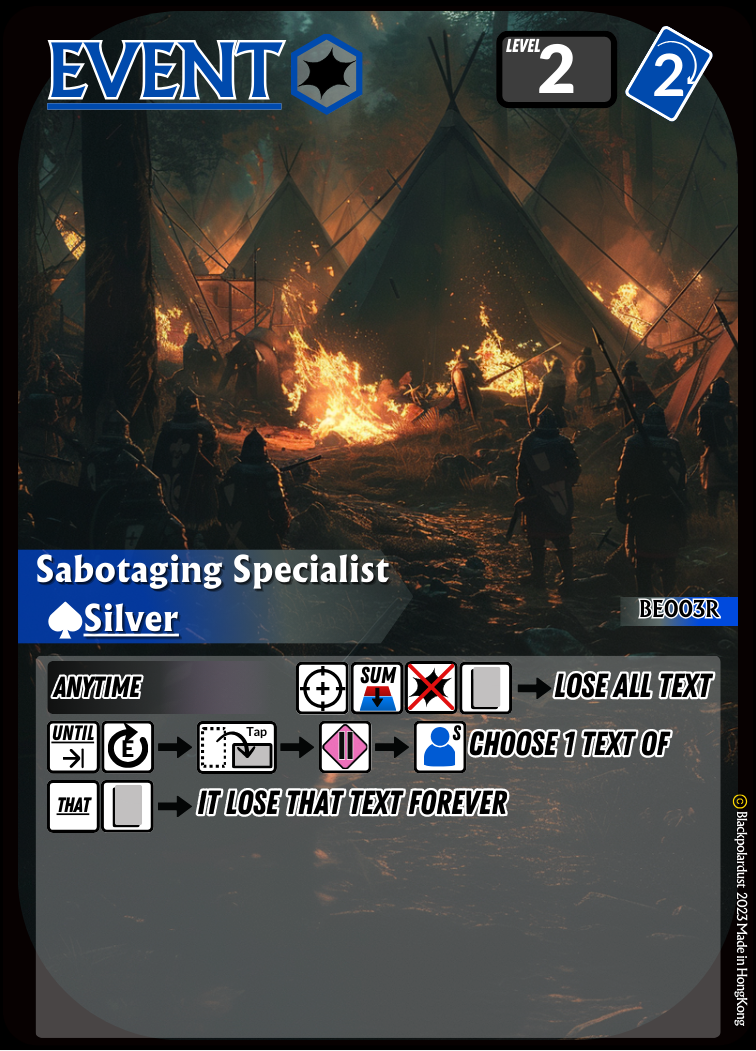 EVENT
LEVEL 2
2
Sabotaging Specialist
Silver
BE003R
ANYTIME SUM LOSE ALL TEXT
UNTIL E Tap S CHOOSE 1 TEXT OF
THAT IT LOSE THAT TEXT FOREVER
© Blackpolardust 2023 Made in HongKong